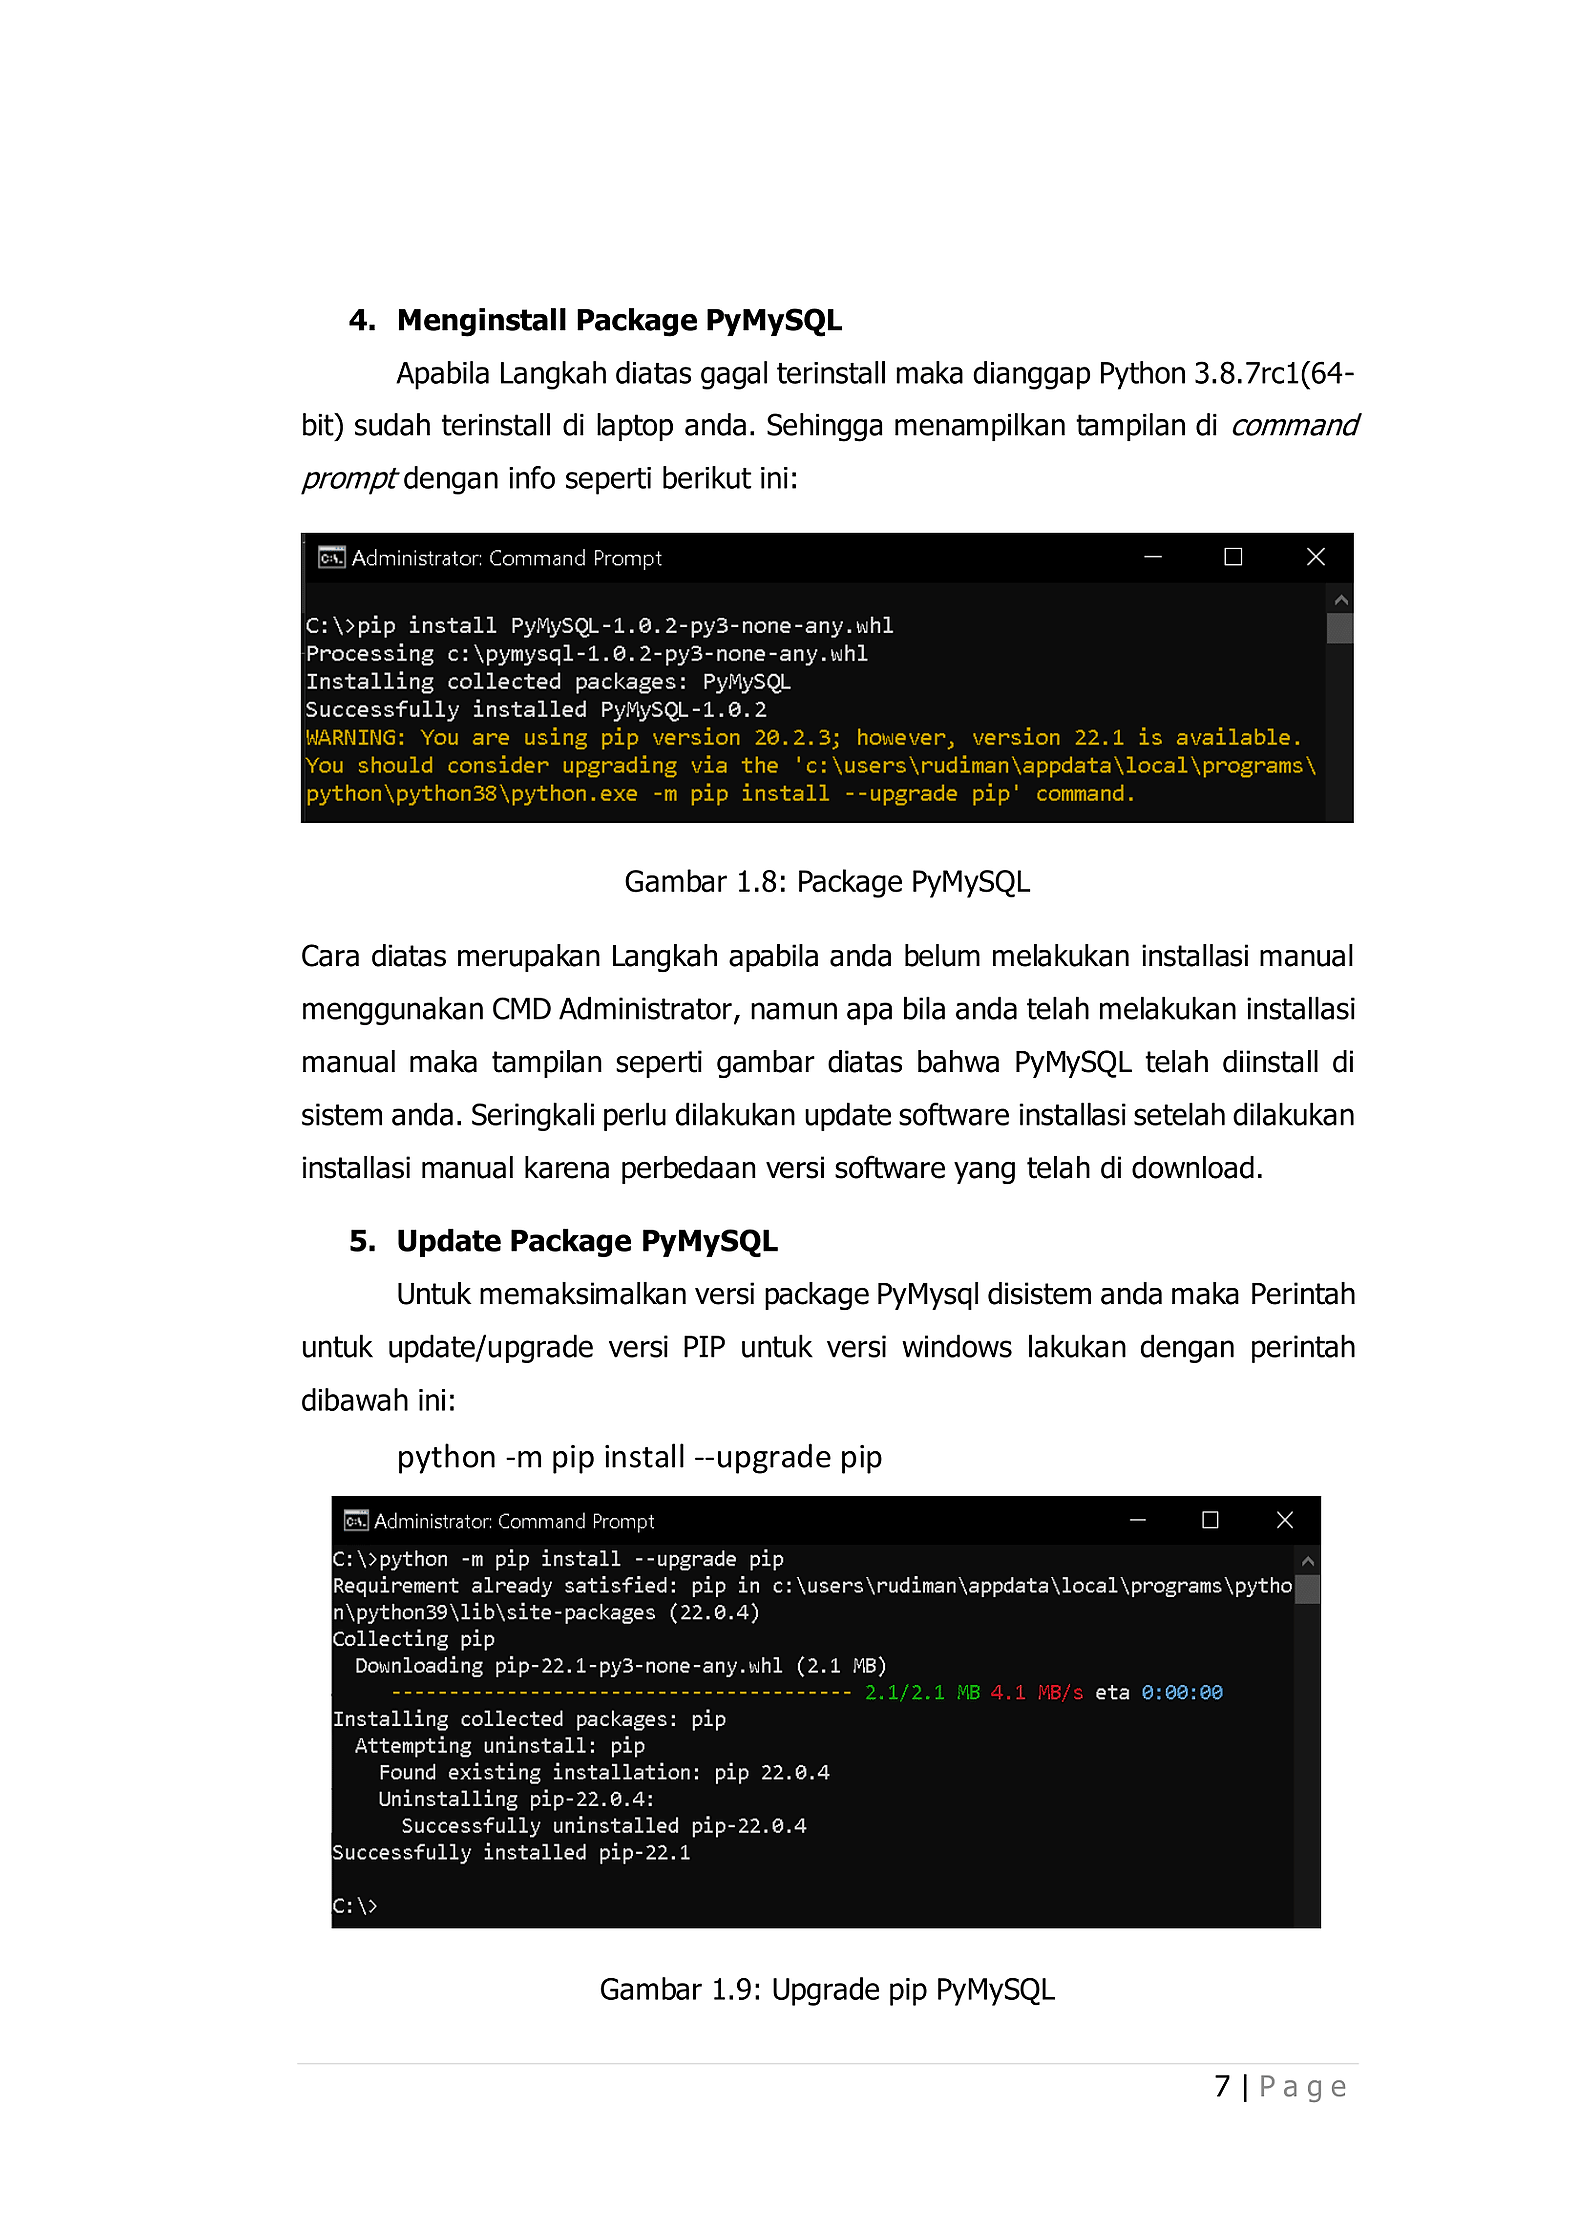 4. Menginstall Package PyMySQL
Apabila Langkah diatas gagal terinstall maka dianggap Python 3.8.7rc1(64-
bit) sudah terinstall di laptop anda. Sehingga menampilkan tampilan di command
prompt dengan info seperti berikut ini:
Administrator: Command Prompt
C:\>pip install PyMySQL-1.0.2-py3-none-any.whl
Processing c:\pymysql-1.0.2-py3-none-any.whl
Installing collected packages: PyMySQL
Successfully installed PyMySQL-1.0.2
WARNING: You are using pip version 20.2.3; however, version 22.1 is available.
You should consider upgrading via the 'c:\users\rudiman\appdata\local\programs\
python\python38\python.exe -m pip install --upgrade pip' command.
Gambar 1.8: Package PyMySQL
Cara diatas merupakan Langkah apabila anda belum melakukan installasi manual
menggunakan CMD Administrator, namun apa bila anda telah melakukan installasi
manual maka tampilan seperti gambar diatas bahwa PyMySQL telah diinstall di
sistem anda. Seringkali perlu dilakukan update software installasi setelah dilakukan
installasi manual karena perbedaan versi software yang telah di download.
5. Update Package PyMySQL
Untuk memaksimalkan versi package PyMysql disistem anda maka Perintah
untuk update/upgrade versi PIP untuk versi windows lakukan dengan perintah
dibawah ini:
python -m pip install --upgrade pip
Administrator: Command Prompt
C:\>python -m pip install --upgrade pip
Requirement already satisfied: pip in c:\users\rudiman\appdata\local\programs\pytho
n\python39\lib\site-packages (22.0.4)
Collecting pip
Downloading pip-22.1-py3-none-any.whl (2.1 MB)
---------------------------------------- 2.1/2.1 MB 4.1 MB/s eta 0:00:00
Installing collected packages: pip
Attempting uninstall: pip
Found existing installation: pip 22.0.4
Uninstalling pip-22.0.4:
Successfully uninstalled pip-22.0.4
Successfully installed pip-22.1
C:\>
Gambar 1.9: Upgrade pip PyMySQL
7 | Page